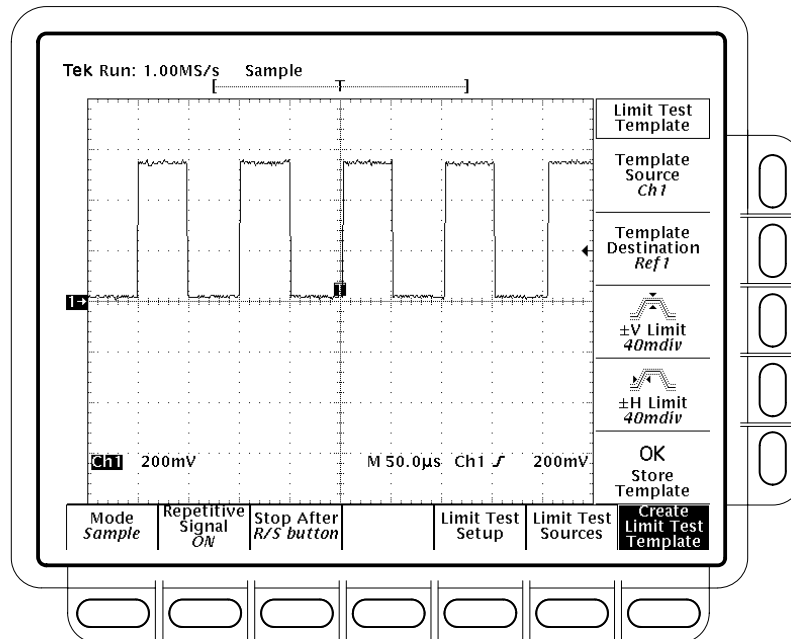 Tek Run: 1.00MS/s Sample
[ T ]
Limit Test
Template
Template
Source
Ch1
Template
Destination
Ref1
±V Limit
40mdiv
±H Limit
40mdiv
OK
Store
Template
T
1→
Ch1 200mV M 50.0µs Ch1 200mV
Mode
Sample
Repetitive
Signal
ON
Stop After
R/S button
Limit Test
Setup
Limit Test
Sources
Create
Limit Test
Template